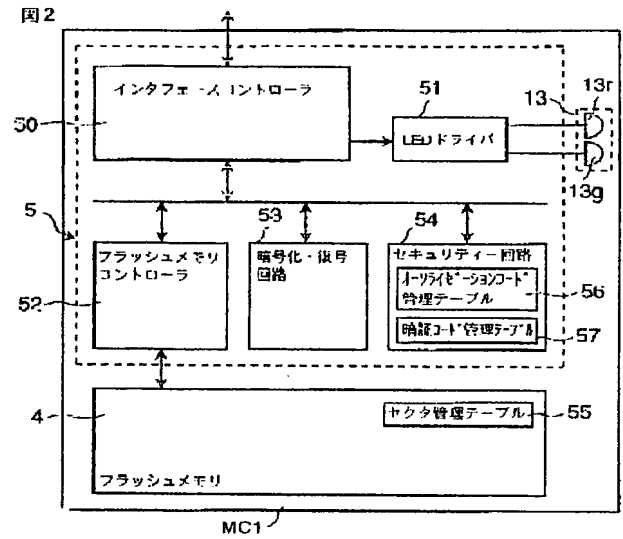 図2
インタフェースコントローラ
50
51
LEDドライバ
13
13r
13g
5
53
54
フラッシュメモリ
コントローラ
52
暗号化・復号
回路
セキュリティー回路
オーソライゼーションコード
管理テーブル
56
暗証コード管理テーブル
57
4
セクタ管理テーブル
55
フラッシュメモリ
MC1